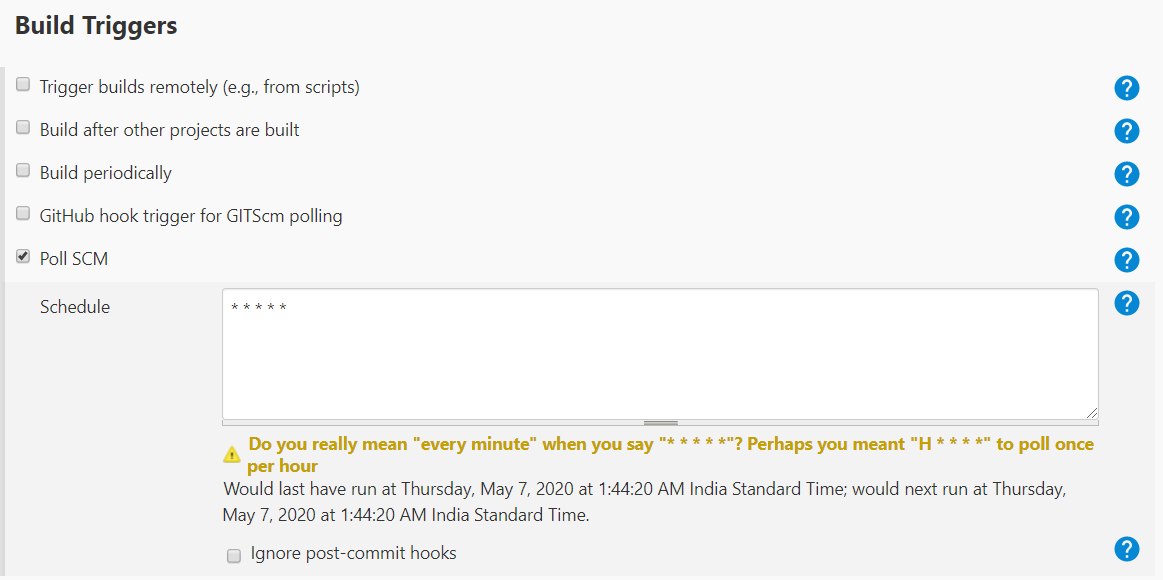 Build Triggers
Trigger builds remotely (e.g., from scripts)
?
Build after other projects are built
?
Build periodically
?
GitHub hook trigger for GITScm polling
?
Poll SCM
?
Schedule
* * * * *
?
Do you really mean "every minute" when you say "* * * * *"? Perhaps you meant "H * * * *" to poll once
per hour
Would last have run at Thursday, May 7, 2020 at 1:44:20 AM India Standard Time; would next run at Thursday,
May 7, 2020 at 1:44:20 AM India Standard Time.
Ignore post-commit hooks
?